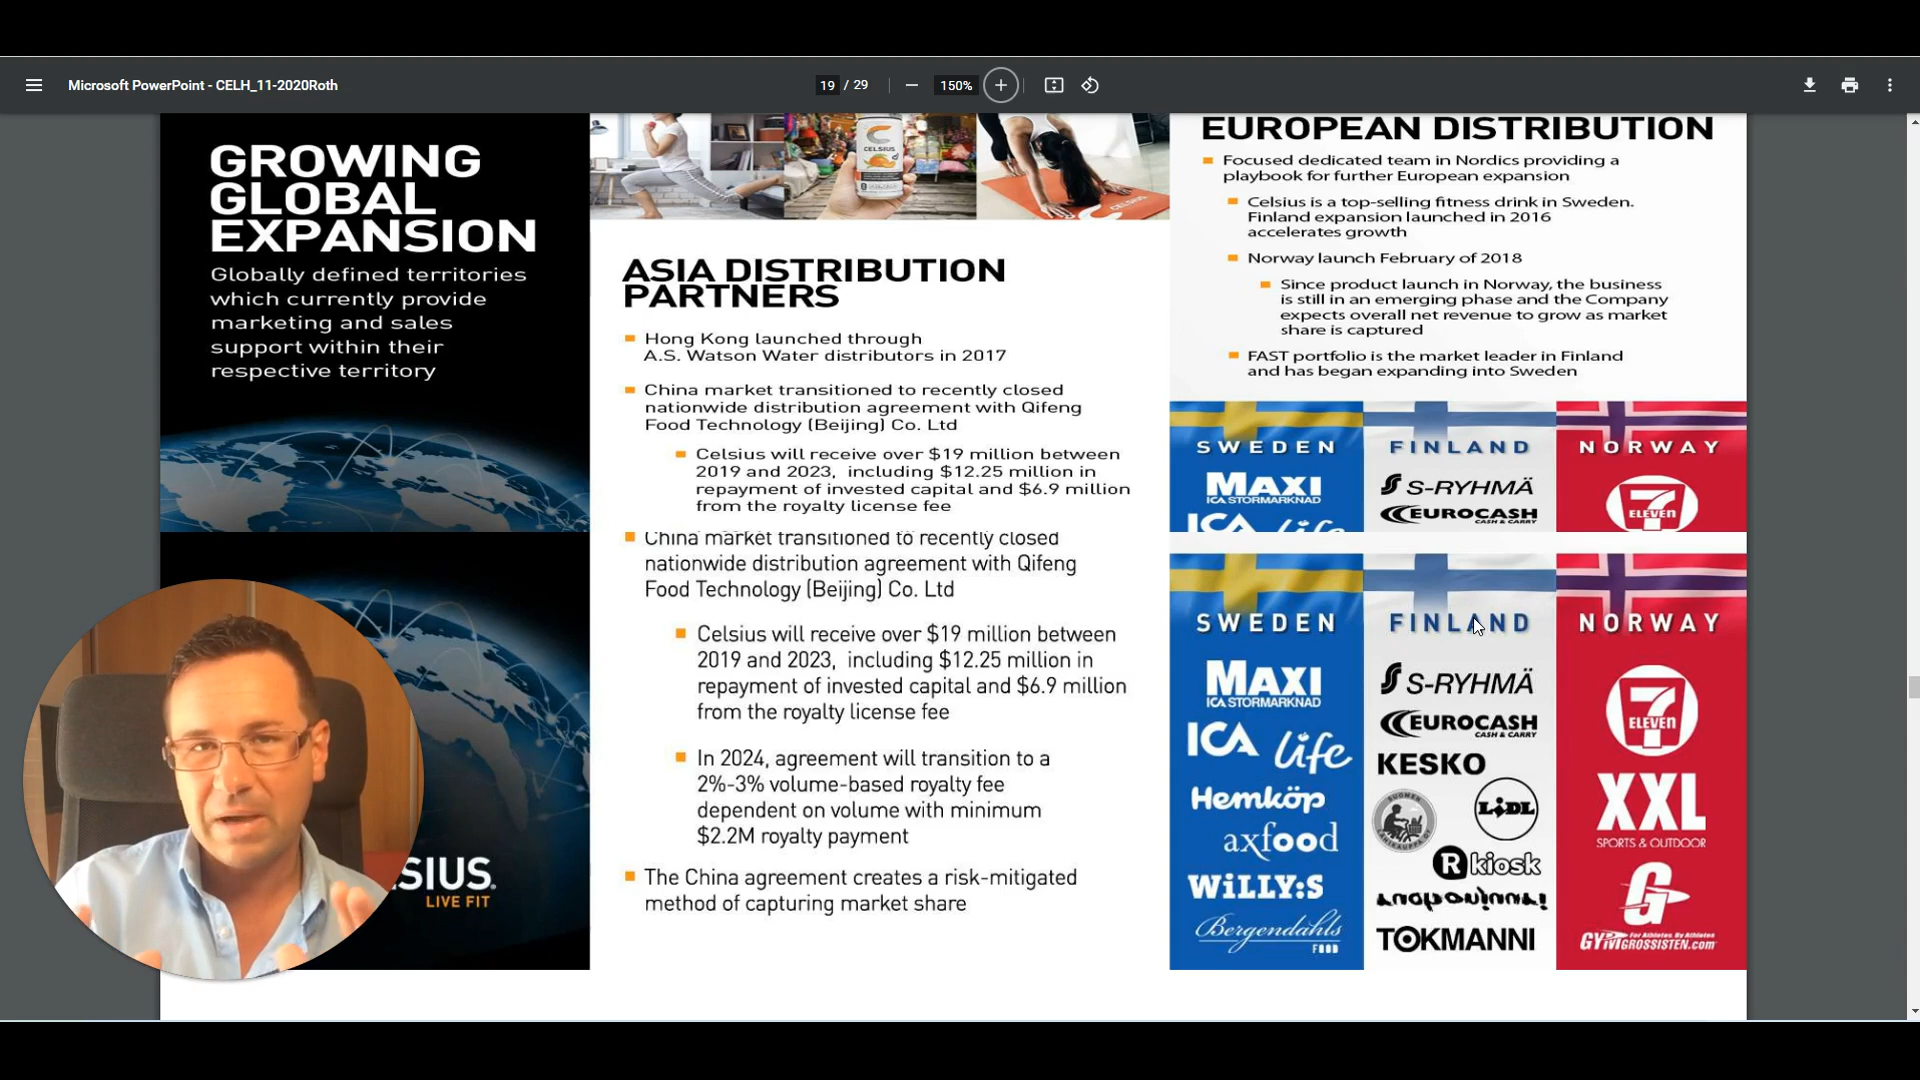 Microsoft PowerPoint - CELH_11-2020Roth
19 / 29
150%
GROWING
GLOBAL
EXPANSION
Globally defined territories
which currently provide
marketing and sales
support within their
respective territory
SIUS.
LIVE FIT
CELSIUS
CELSIUS
ASIA DISTRIBUTION
PARTNERS
Hong Kong launched through
A.S. Watson Water distributors in 2017
China market transitioned to recently closed
nationwide distribution agreement with Qifeng
Food Technology (Beijing) Co. Ltd
Celsius will receive over $19 million between
2019 and 2023, including $12.25 million in
repayment of invested capital and $6.9 million
from the royalty license fee
China market transitioned to recently closed
nationwide distribution agreement with Qifeng
Food Technology (Beijing) Co. Ltd
Celsius will receive over $19 million between
2019 and 2023, including $12.25 million in
repayment of invested capital and $6.9 million
from the royalty license fee
In 2024, agreement will transition to a
2%-3% volume-based royalty fee
dependent on volume with minimum
$2.2M royalty payment
The China agreement creates a risk-mitigated
method of capturing market share
EUROPEAN DISTRIBUTION
Focused dedicated team in Nordics providing a
playbook for further European expansion
Celsius is a top-selling fitness drink in Sweden.
Finland expansion launched in 2016
accelerates growth
Norway launch February of 2018
Since product launch in Norway, the business
is still in an emerging phase and the Company
expects overall net revenue to grow as market
share is captured
FAST portfolio is the market leader in Finland
and has began expanding into Sweden
SWEDEN
MAXI
ICA STORMARKNAD
ICA life
FINLAND
S-RYHMÄ
EUROCASH
CASH & CARRY
NORWAY
7
ELEVEN
SWEDEN
MAXI
ICA STORMARKNAD
ICA life
Hemköp
axfood
WiLLY:S
Bergendahls
FOOD
FINLAND
S-RYHMÄ
EUROCASH
CASH & CARRY
KESKO
LiDL
R kiosk
TOKMANNI
NORWAY
7
ELEVEN
XXL
SPORTS & OUTDOOR
G
For Athletes. By Athletes
GYMGROSSISTEN.com